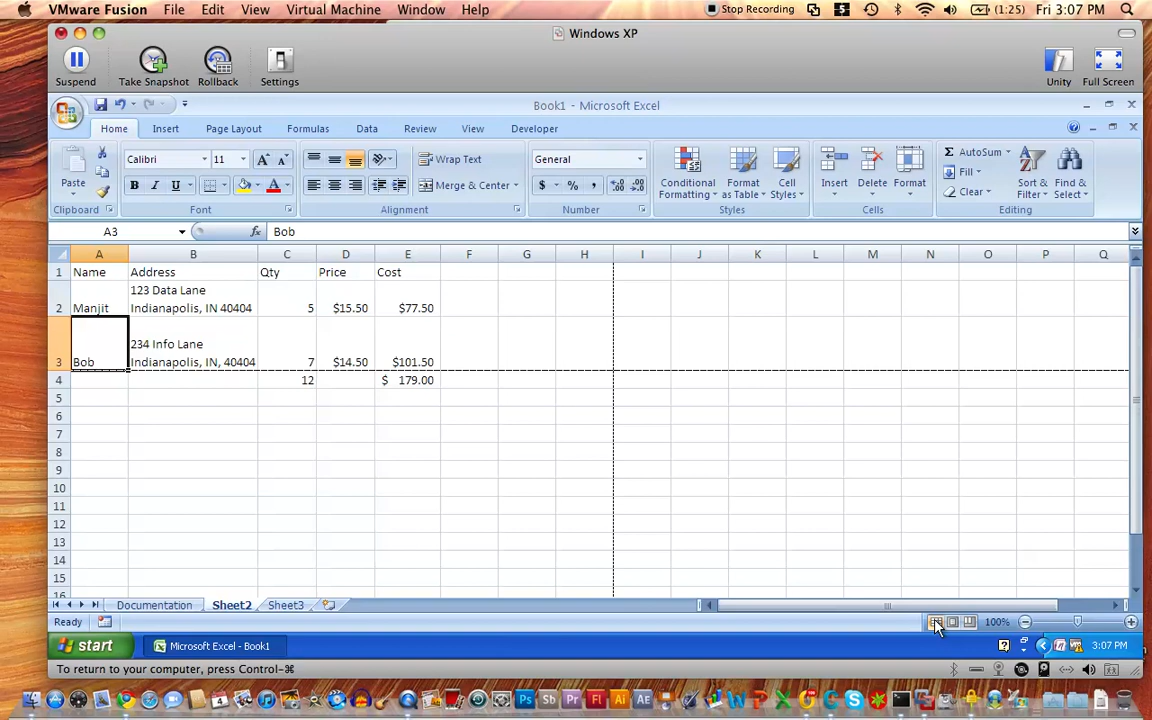 VMware Fusion File Edit View Virtual Machine Window Help Stop Recording (1:25) Fri 3:07 PM
Windows XP
Suspend Take Snapshot Rollback Settings Unity Full Screen
Book1 - Microsoft Excel
Home Insert Page Layout Formulas Data Review View Developer
Paste Calibri 11 Wrap Text General Conditional Formatting Format as Table Cell Styles Insert Delete Format Σ AutoSum Fill Clear Sort & Filter Find & Select
B I U Merge & Center $ % ,
Clipboard Font Alignment Number Styles Cells Editing
A3 fx Bob
A B C D E F G H I J K L M N O P Q
1 Name Address Qty Price Cost
123 Data Lane
2 Manjit Indianapolis, IN 40404 5 $15.50 $77.50
234 Info Lane
3 Bob Indianapolis, IN, 40404 7 $14.50 $101.50
4 12 $ 179.00
5
6
7
8
9
10
11
12
13
14
15
16
Documentation Sheet2 Sheet3
Ready 100%
start Microsoft Excel - Book1 3:07 PM
To return to your computer, press Control-⌘